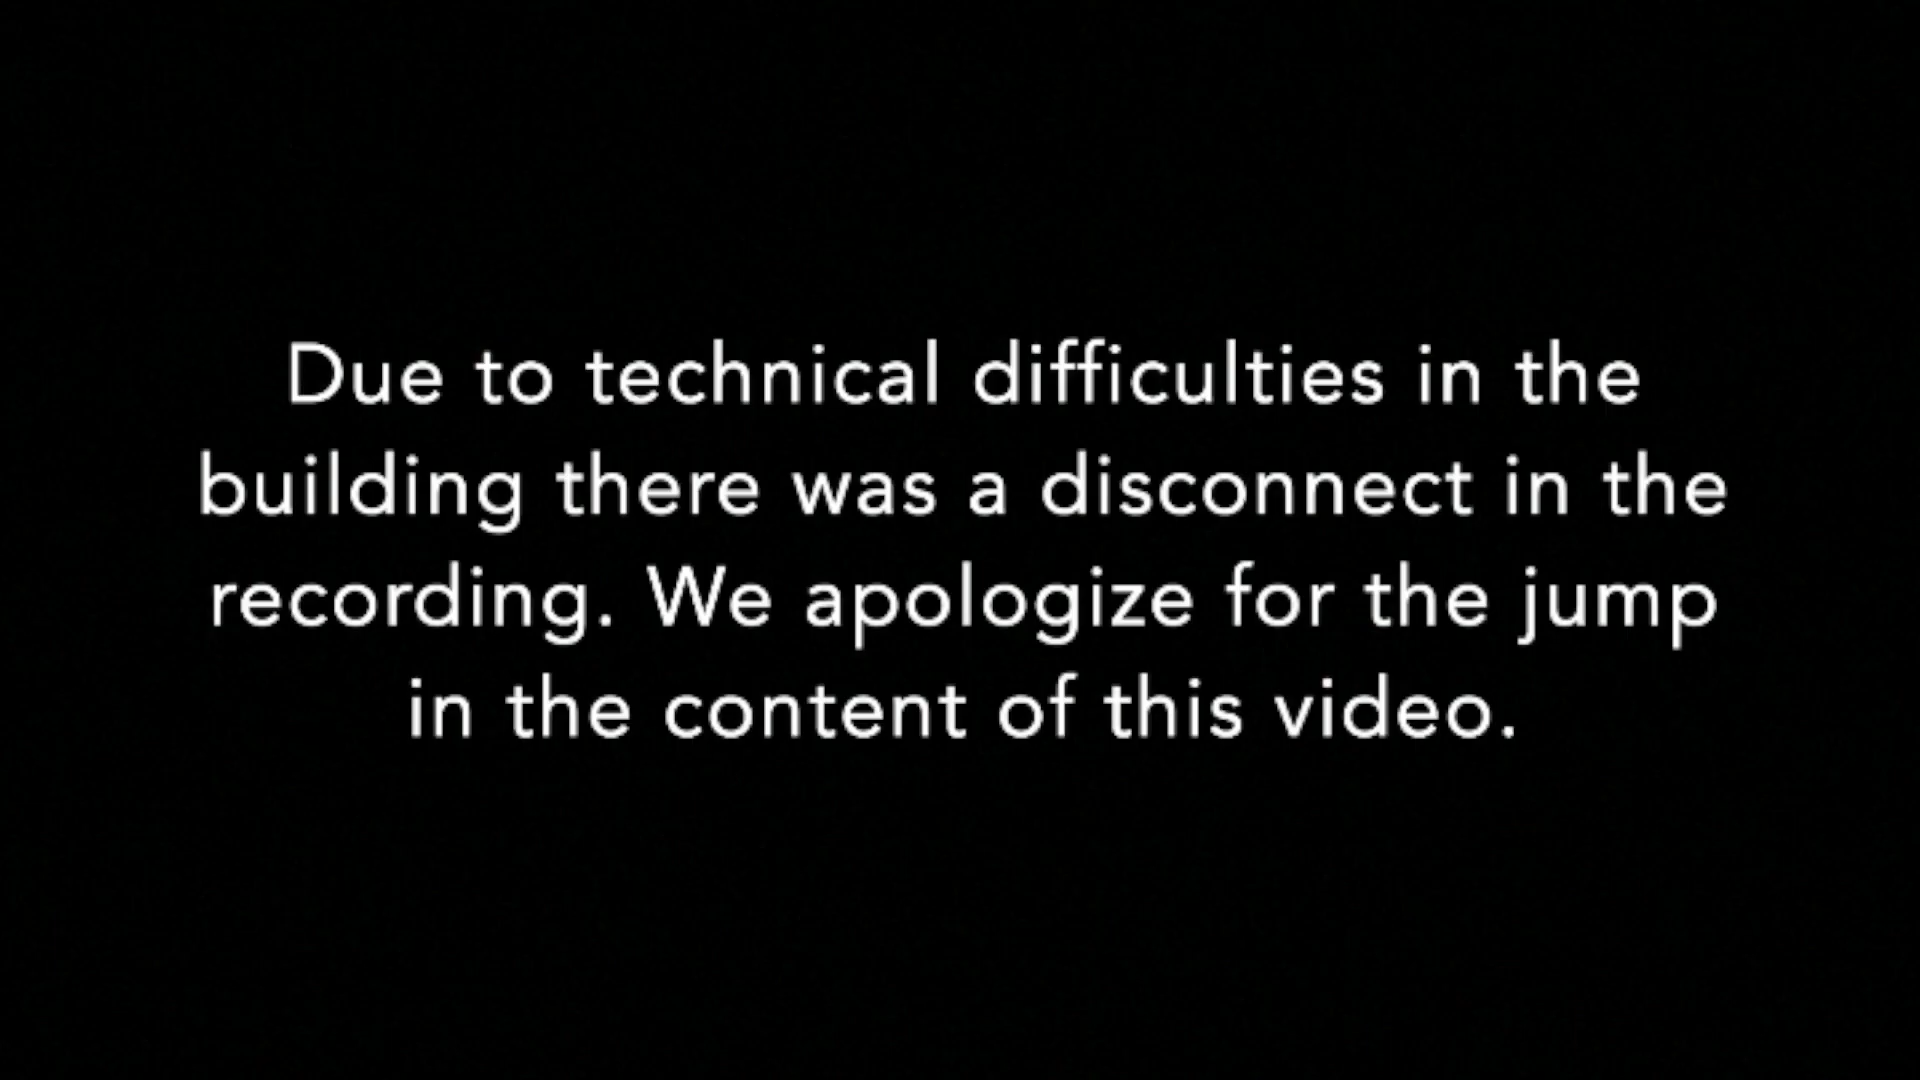 Due to technical difficulties in the
building there was a disconnect in the
recording. We apologize for the jump
in the content of this video.